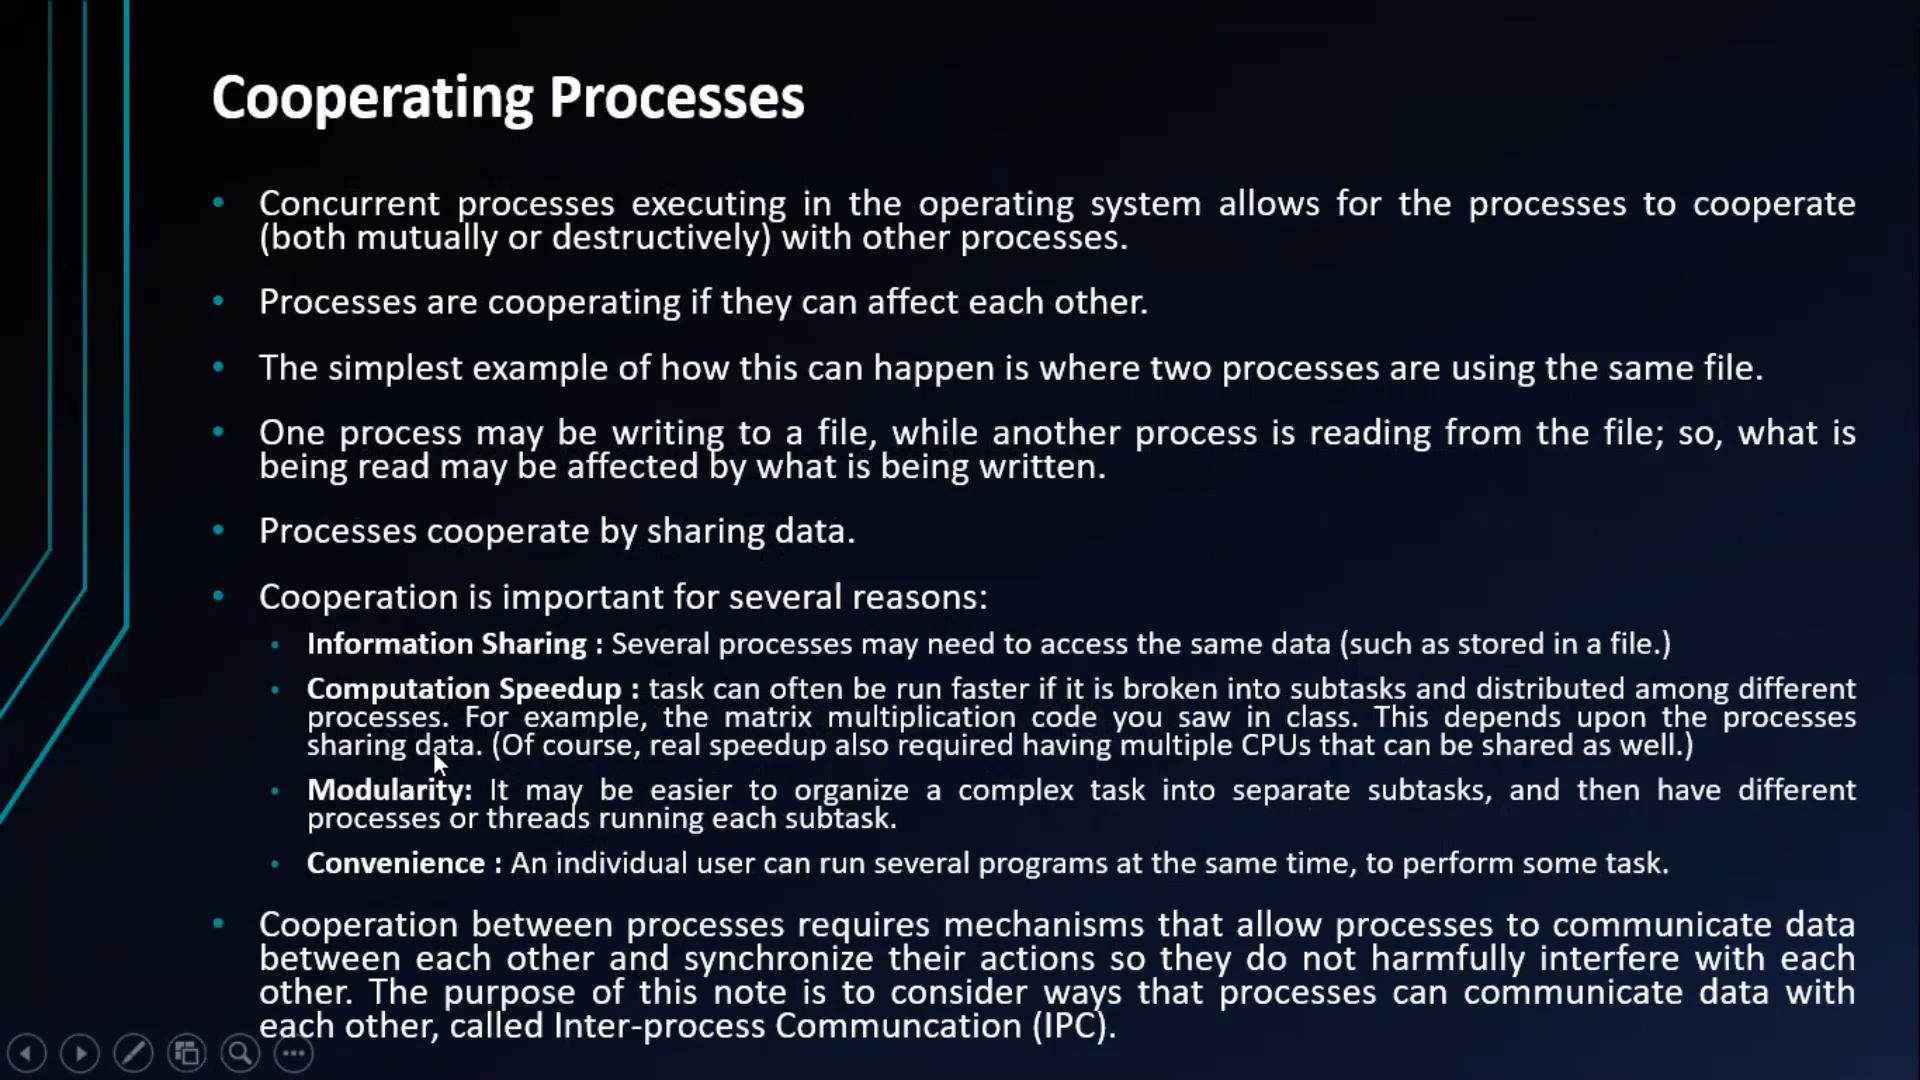 Cooperating Processes
• Concurrent processes executing in the operating system allows for the processes to cooperate
(both mutually or destructively) with other processes.
• Processes are cooperating if they can affect each other.
• The simplest example of how this can happen is where two processes are using the same file.
• One process may be writing to a file, while another process is reading from the file; so, what is
being read may be affected by what is being written.
• Processes cooperate by sharing data.
• Cooperation is important for several reasons:
• Information Sharing : Several processes may need to access the same data (such as stored in a file.)
• Computation Speedup : task can often be run faster if it is broken into subtasks and distributed among different
processes. For example, the matrix multiplication code you saw in class. This depends upon the processes
sharing data. (Of course, real speedup also required having multiple CPUs that can be shared as well.)
• Modularity: It may be easier to organize a complex task into separate subtasks, and then have different
processes or threads running each subtask.
• Convenience : An individual user can run several programs at the same time, to perform some task.
• Cooperation between processes requires mechanisms that allow processes to communicate data
between each other and synchronize their actions so they do not harmfully interfere with each
other. The purpose of this note is to consider ways that processes can communicate data with
each other, called Inter-process Communcation (IPC).